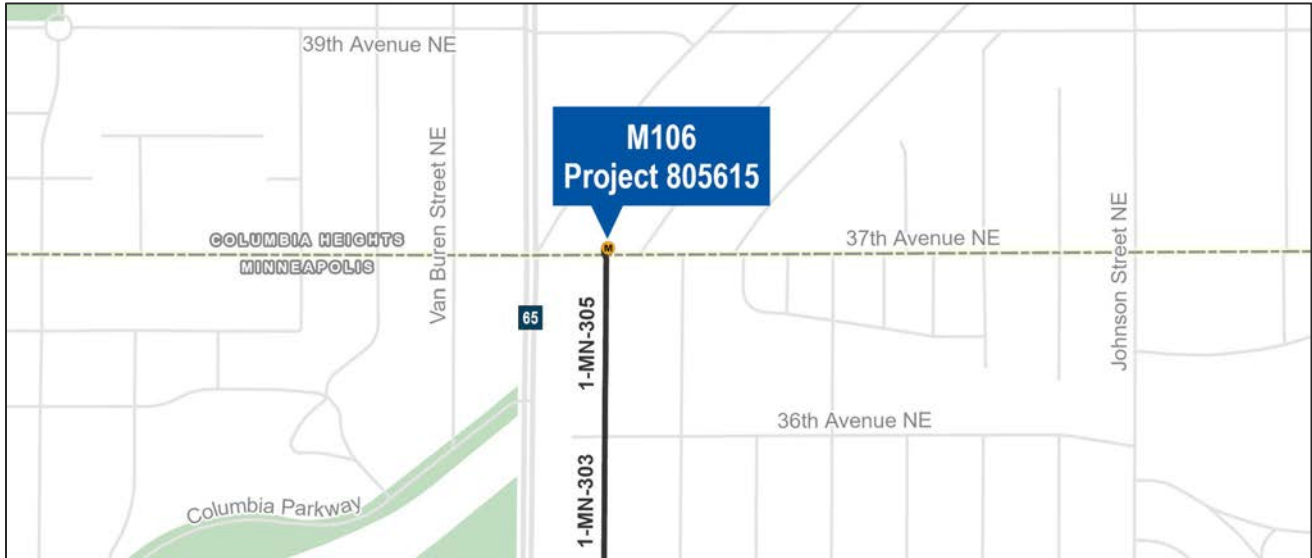 39th Avenue NE
M106
Project 805615
Van Buren Street NE
COLUMBIA HEIGHTS
MINNEAPOLIS
M
37th Avenue NE
Johnson Street NE
65
1-MN-305
36th Avenue NE
1-MN-303
Columbia Parkway